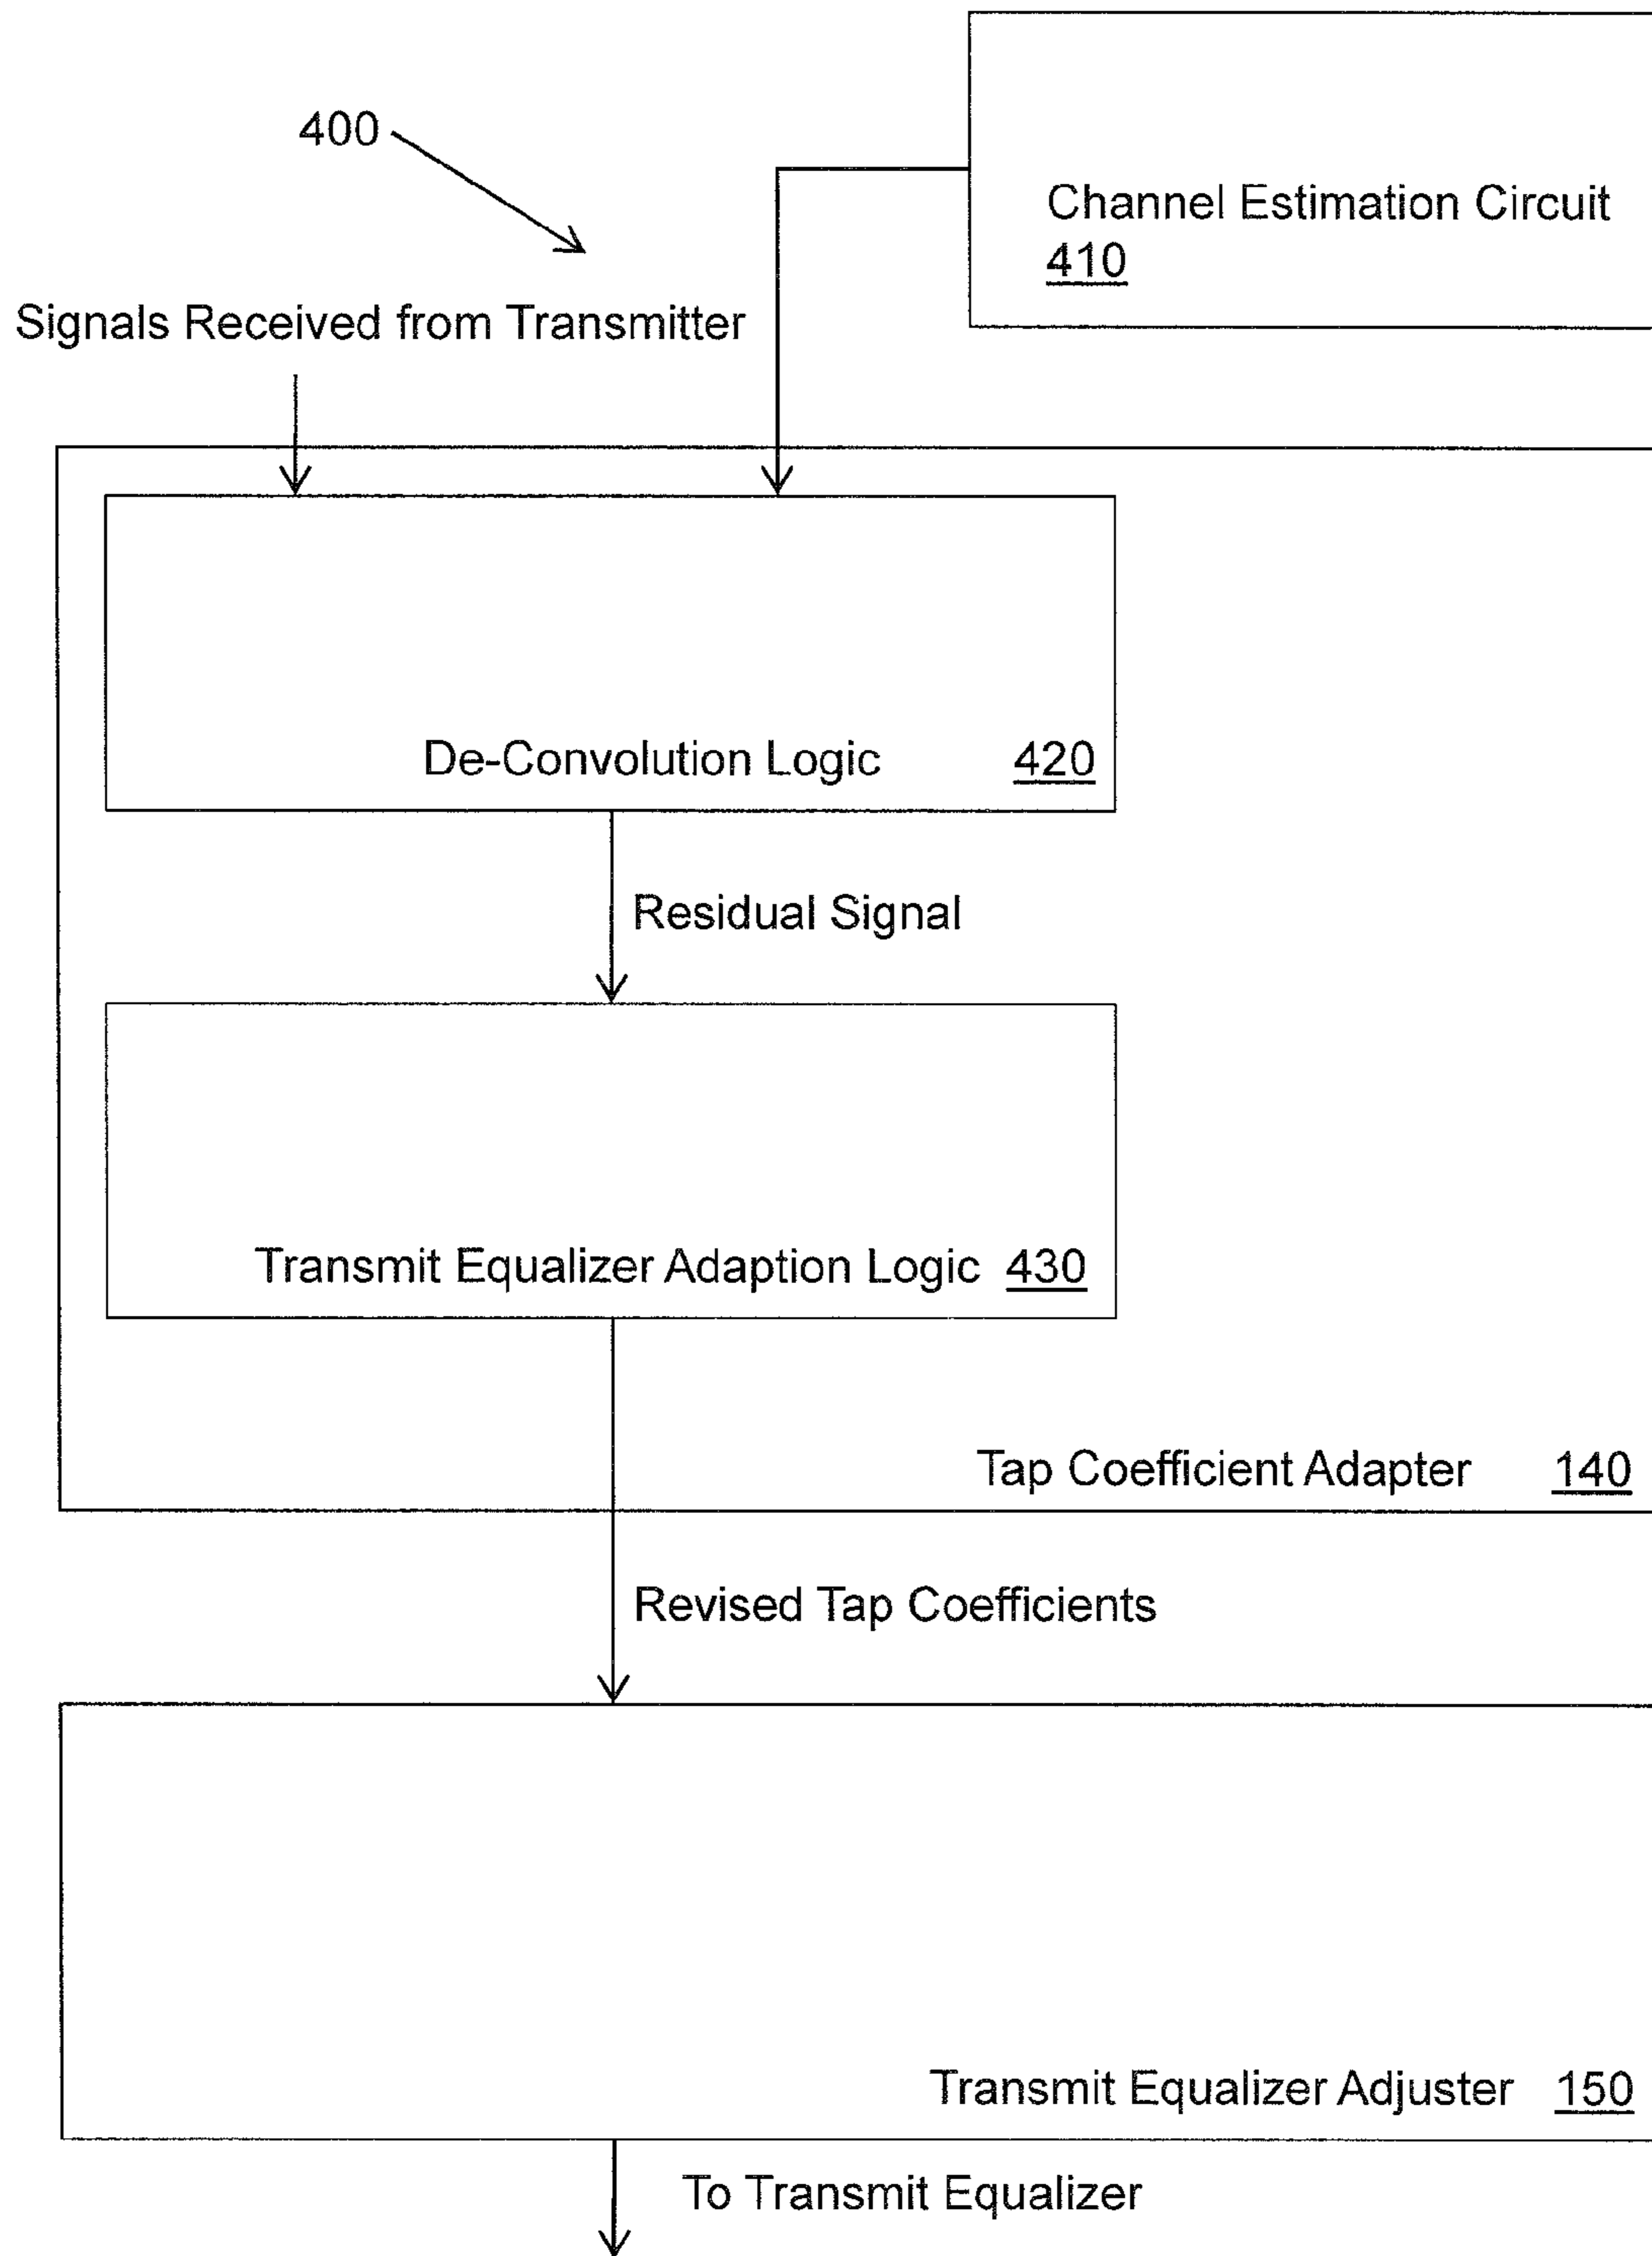 400
Channel Estimation Circuit
410
Signals Received from Transmitter
De-Convolution Logic 420
Residual Signal
Transmit Equalizer Adaption Logic 430
Tap Coefficient Adapter 140
Revised Tap Coefficients
Transmit Equalizer Adjuster 150
To Transmit Equalizer